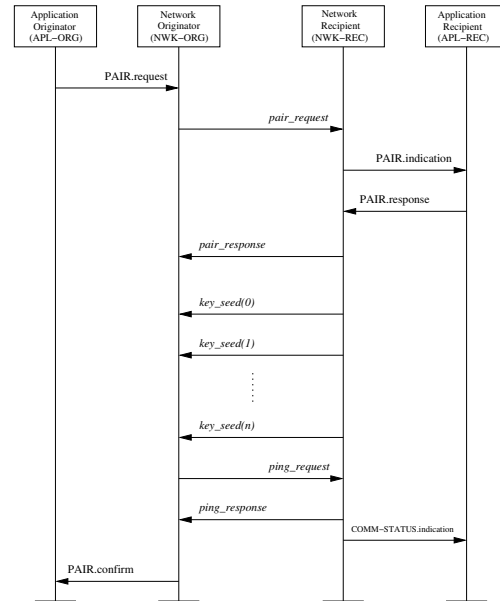 Application
Originator
(APL−ORG)
Network
Originator
(NWK−ORG)
Network
Recipient
(NWK−REC)
Application
Recipient
(APL−REC)
PAIR.request
pair_request
PAIR.indication
PAIR.response
pair_response
key_seed(0)
key_seed(1)
key_seed(n)
ping_request
ping_response
COMM−STATUS.indication
PAIR.confirm